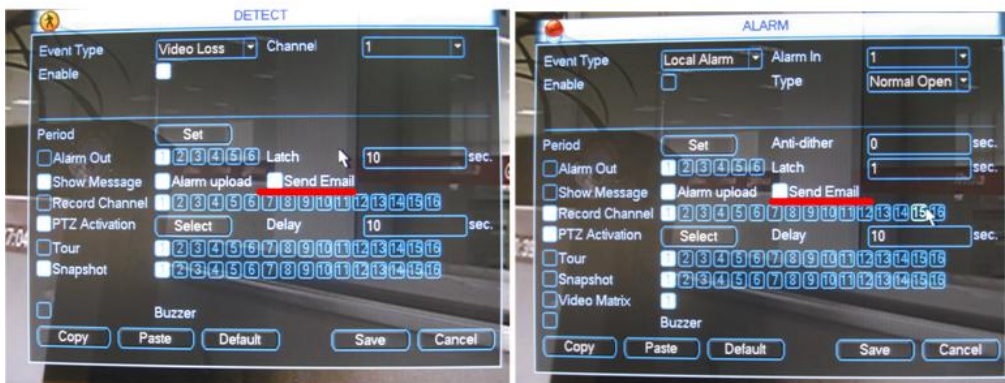 DETECT
Event Type Video Loss Channel 1
Enable
Period Set
Alarm Out 1 2 3 4 5 6 Latch 10 sec.
Show Message Alarm upload Send Email
Record Channel 1 2 3 4 5 6 7 8 9 10 11 12 13 14 15 16
PTZ Activation Select Delay 10 sec.
Tour 1 2 3 4 5 6 7 8 9 10 11 12 13 14 15 16
Snapshot 1 2 3 4 5 6 7 8 9 10 11 12 13 14 15 16
Buzzer
Copy Paste Default Save Cancel
ALARM
Event Type Local Alarm Alarm In 1
Enable Type Normal Open
Period Set Anti-dither 0 sec.
Alarm Out 1 2 3 4 5 6 Latch 1 sec.
Show Message Alarm upload Send Email
Record Channel 1 2 3 4 5 6 7 8 9 10 11 12 13 14 15 16
PTZ Activation Select Delay 10 sec.
Tour 1 2 3 4 5 6 7 8 9 10 11 12 13 14 15 16
Snapshot 1 2 3 4 5 6 7 8 9 10 11 12 13 14 15 16
Video Matrix 1
Buzzer
Copy Paste Default Save Cancel